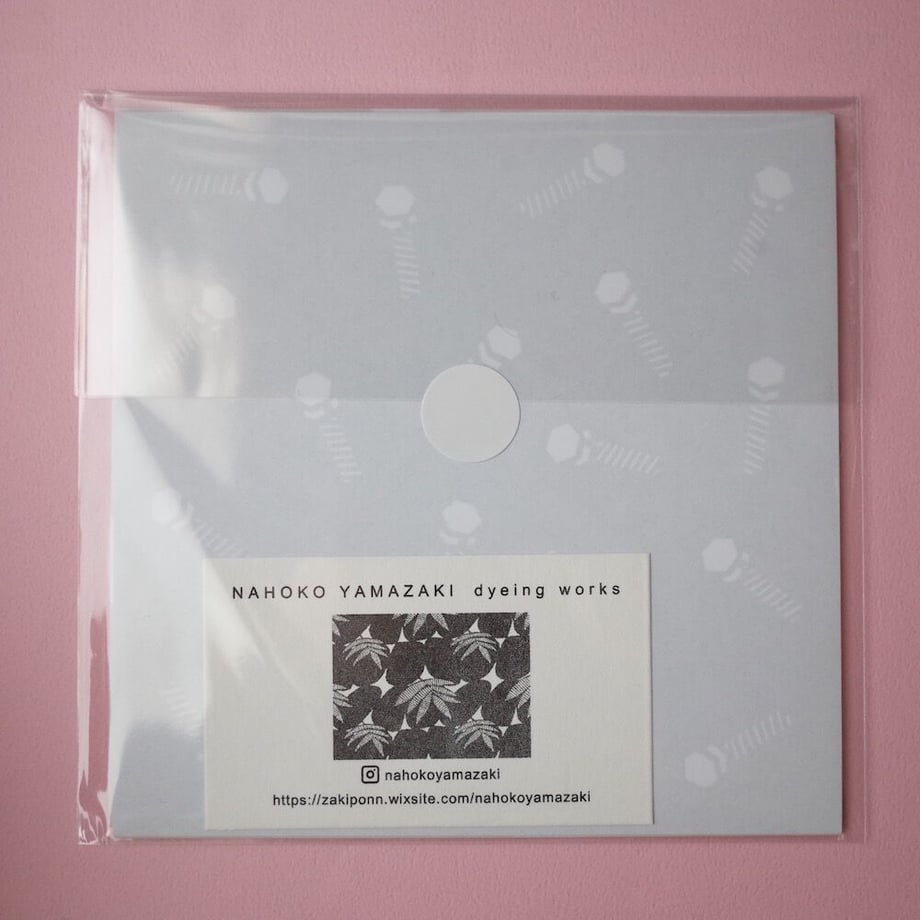 NAHOKO YAMAZAKI dyeing works
nahokoyamazaki
https://zakiponn.wixsite.com/nahokoyamazaki